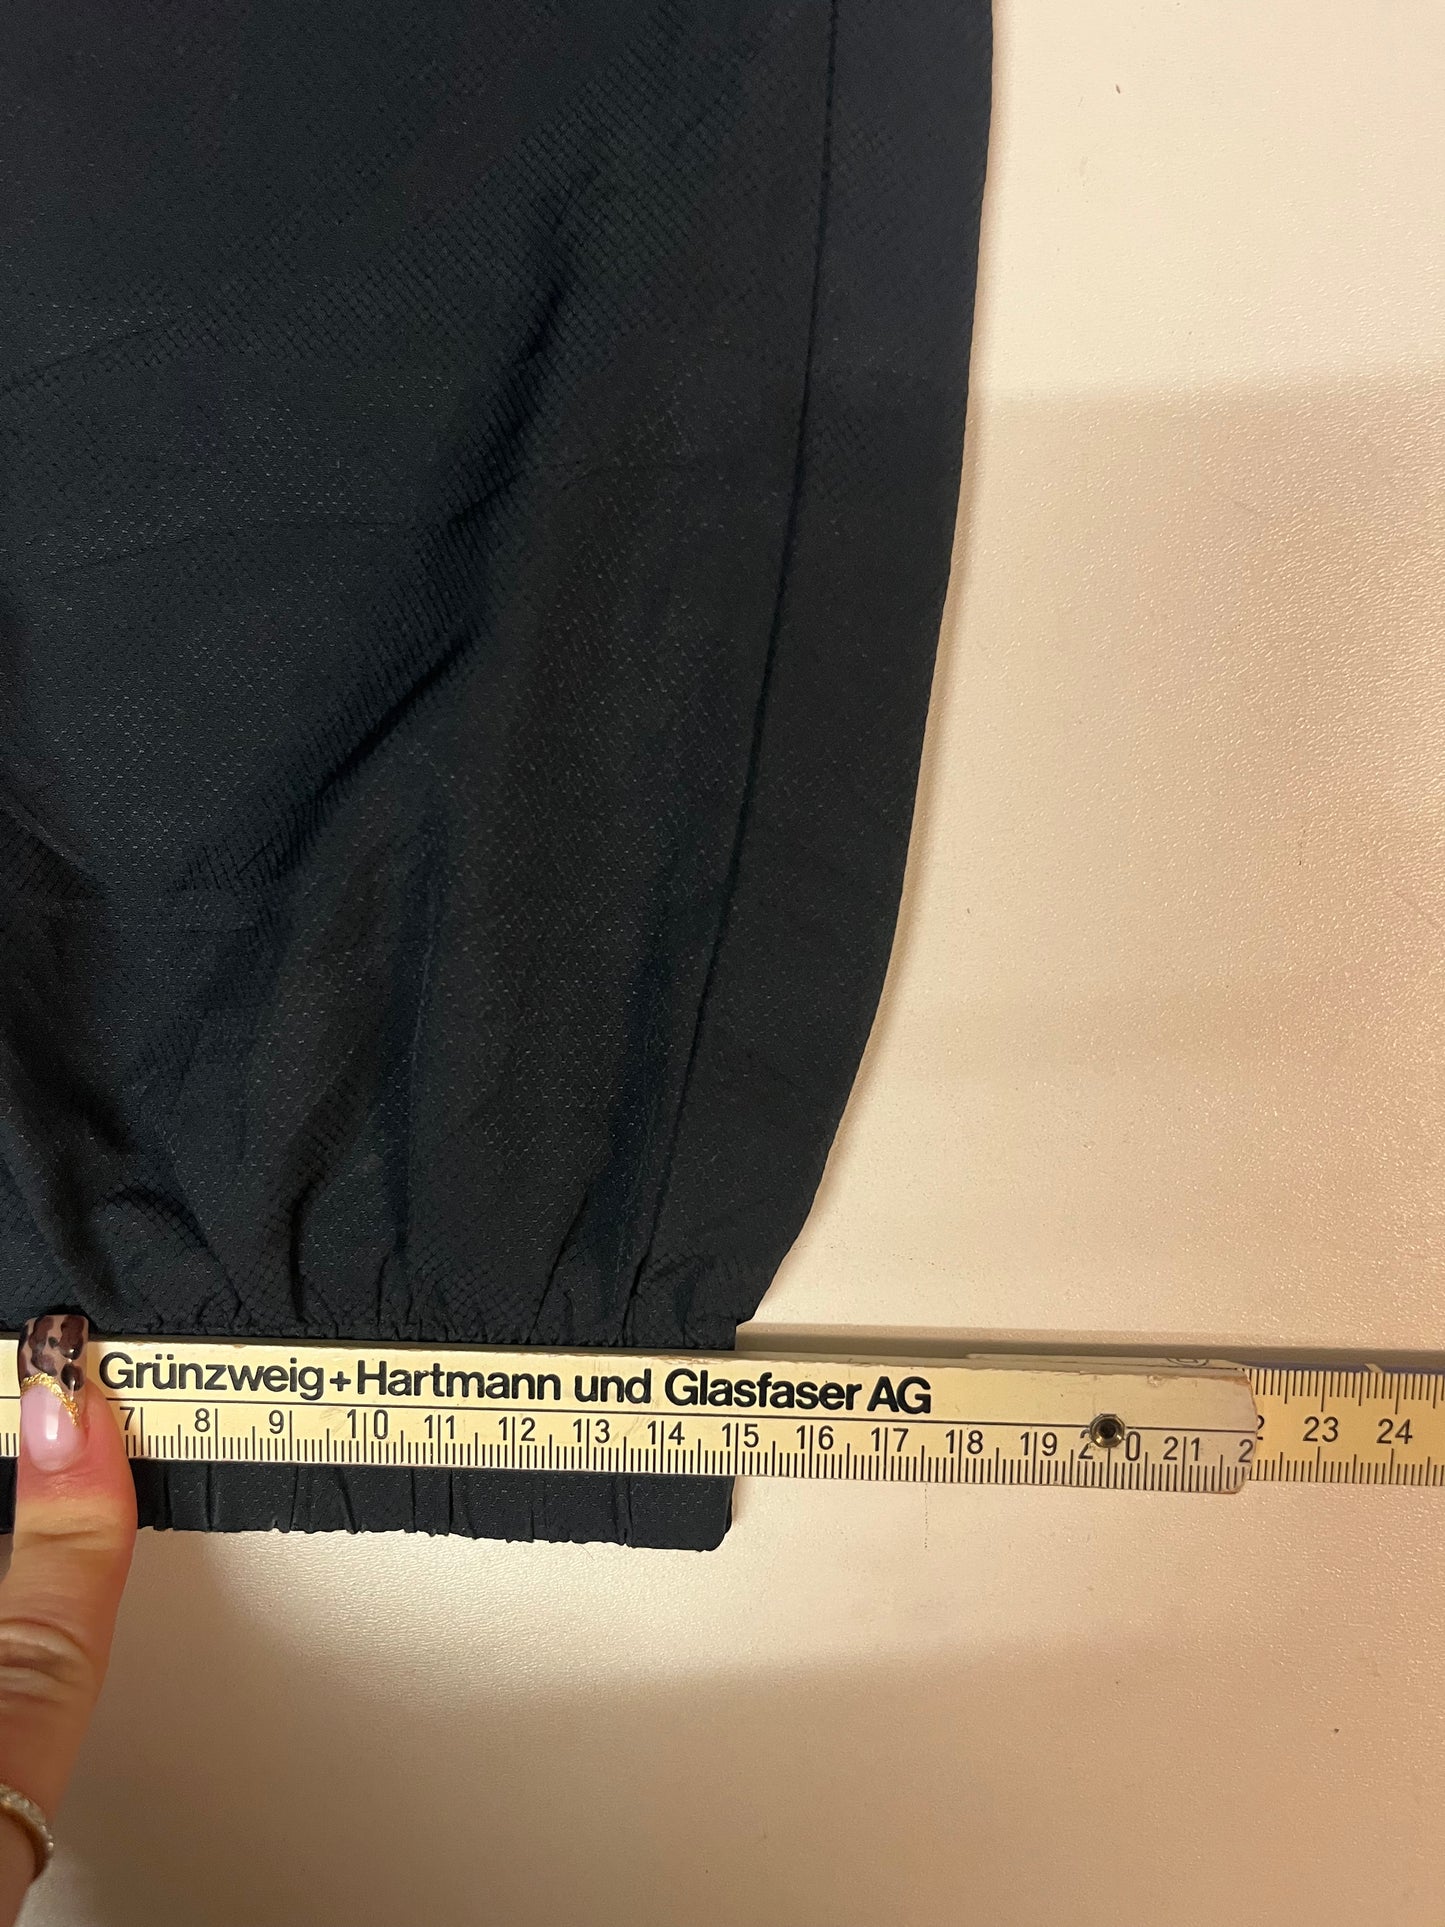 Grünzweig+Hartmann und Glasfaser AG
7 8 9 10 11 12 13 14 15 16 17 18 19 20 21 2 2 23 24